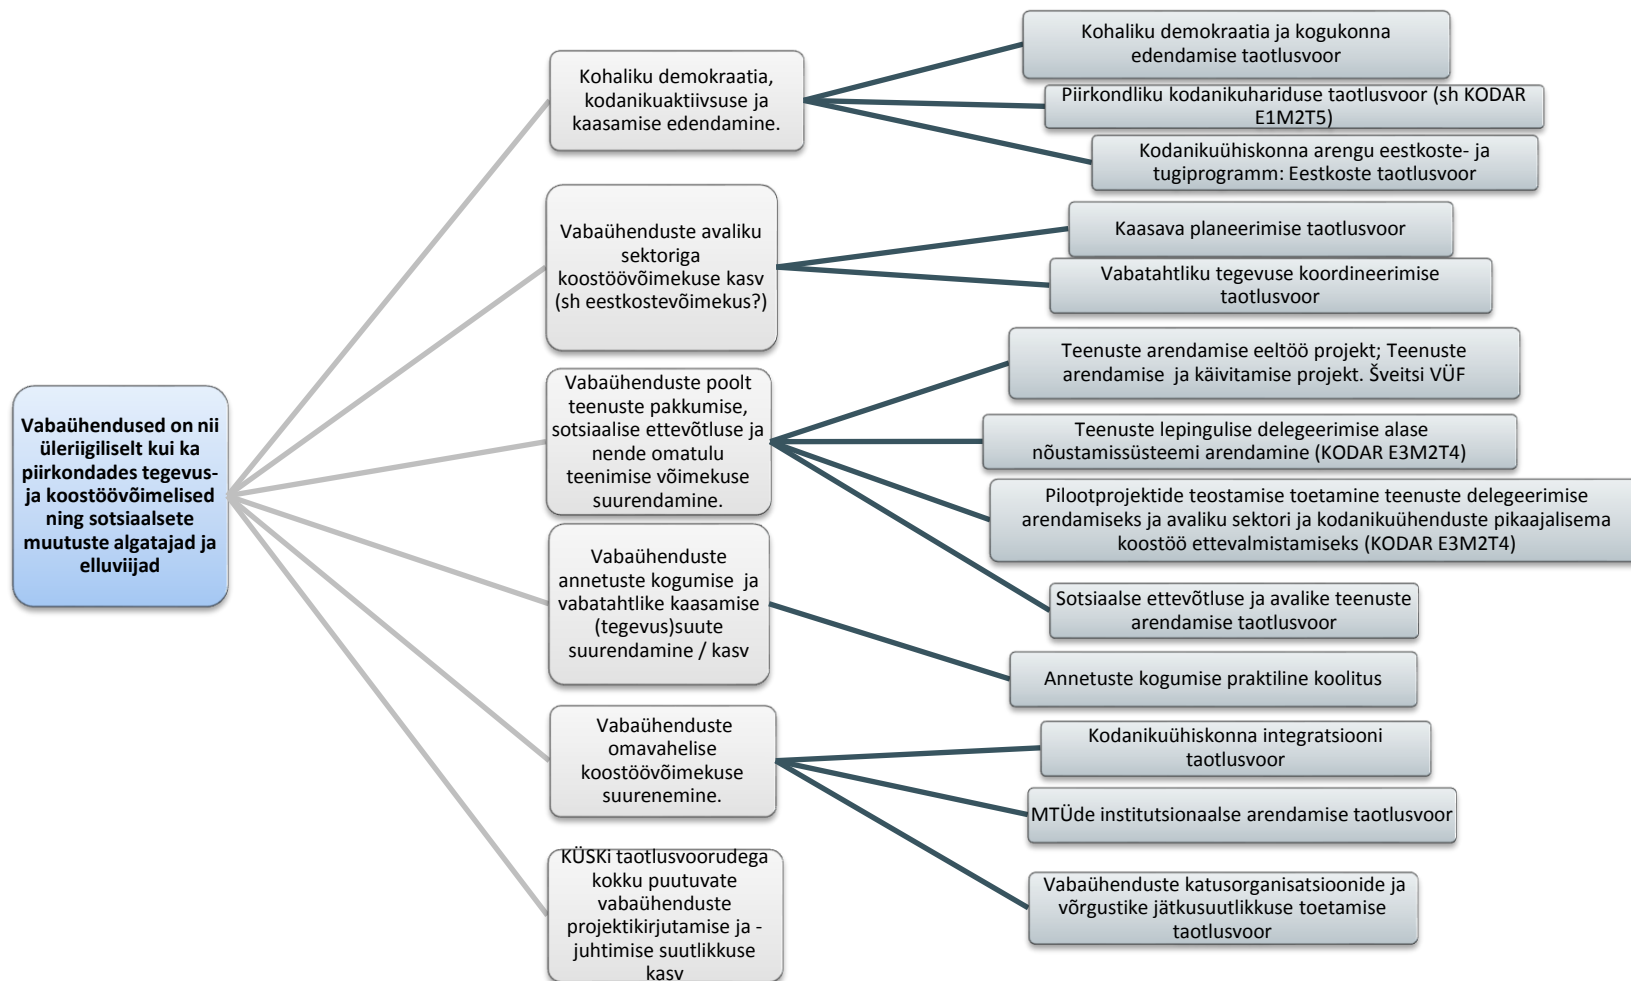 Vabaühendused on nii
üleriigiliselt kui ka
piirkondades tegevus-
ja koostöövõimelised
ning sotsiaalsete
muutuste algatajad ja
elluviijad
Kohaliku demokraatia,
kodanikuaktiivsuse ja
kaasamise edendamine.
Kohaliku demokraatia ja kogukonna
edendamise taotlusvoor
Piirkondliku kodanikuhariduse taotlusvoor (sh KODAR
E1M2T5)
Kodanikuühiskonna arengu eestkoste- ja
tugiprogramm: Eestkoste taotlusvoor
Vabaühenduste avaliku
sektoriga
koostöövõimekuse kasv
(sh eestkostevõimekus?)
Kaasava planeerimise taotlusvoor
Vabatahtliku tegevuse koordineerimise
taotlusvoor
Vabaühenduste poolt
teenuste pakkumise,
sotsiaalise ettevõtluse ja
nende omatulu
teenimise võimekuse
suurendamine.
Teenuste arendamise eeltöö projekt; Teenuste
arendamise  ja käivitamise projekt. Šveitsi VÜF
Teenuste lepingulise delegeerimise alase
nõustamissüsteemi arendamine (KODAR E3M2T4)
Pilootprojektide teostamise toetamine teenuste delegeerimise
arendamiseks ja avaliku sektori ja kodanikuühenduste pikaajalisema
koostöö ettevalmistamiseks (KODAR E3M2T4)
Sotsiaalse ettevõtluse ja avalike teenuste
arendamise taotlusvoor
Vabaühenduste
annetuste kogumise  ja
vabatahtlike kaasamise
(tegevus)suute
suurendamine / kasv
Annetuste kogumise praktiline koolitus
Vabaühenduste
omavahelise
koostöövõimekuse
suurenemine.
Kodanikuühiskonna integratsiooni
taotlusvoor
MTÜde institutsionaalse arendamise taotlusvoor
Vabaühenduste katusorganisatsioonide ja
võrgustike jätkusuutlikkuse toetamise
taotlusvoor
KÜSKi taotlusvoorudega
kokku puutuvate
vabaühenduste
projektikirjutamise ja -
juhtimise suutlikkuse
kasv